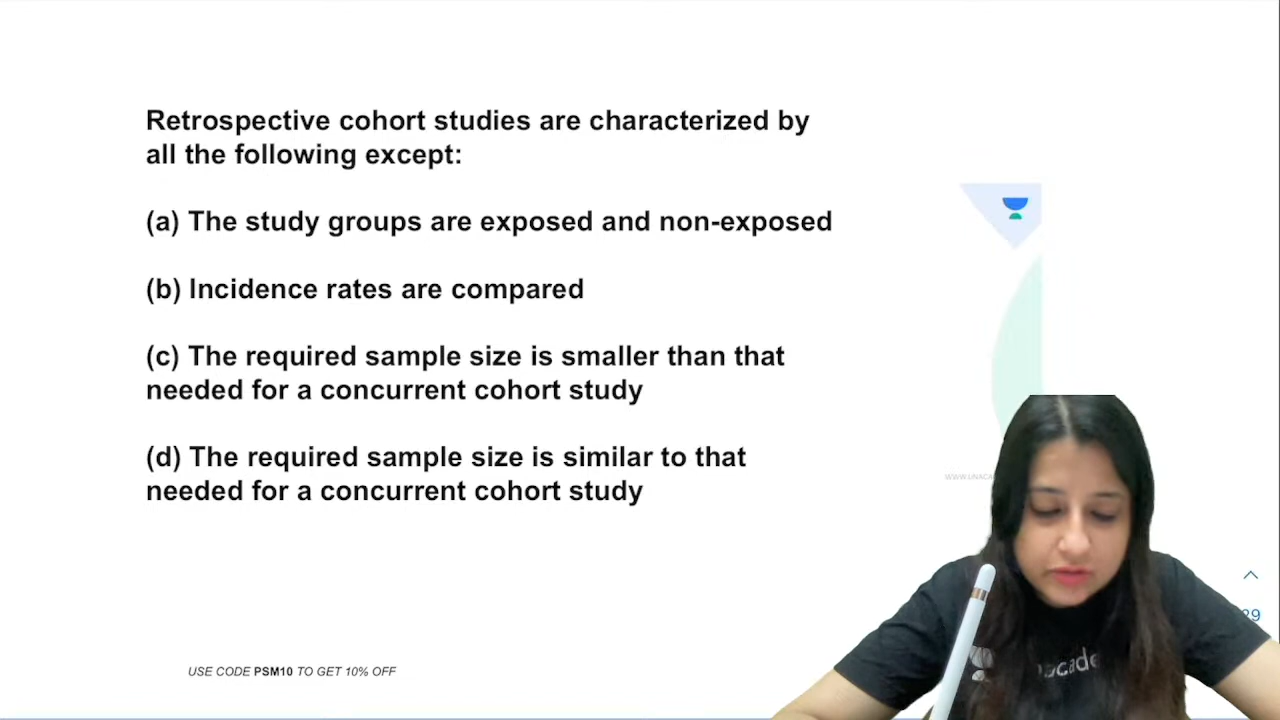 Retrospective cohort studies are characterized by
all the following except:
(a) The study groups are exposed and non-exposed
(b) Incidence rates are compared
(c) The required sample size is smaller than that
needed for a concurrent cohort study
(d) The required sample size is similar to that
needed for a concurrent cohort study
29
USE CODE PSM10 TO GET 10% OFF